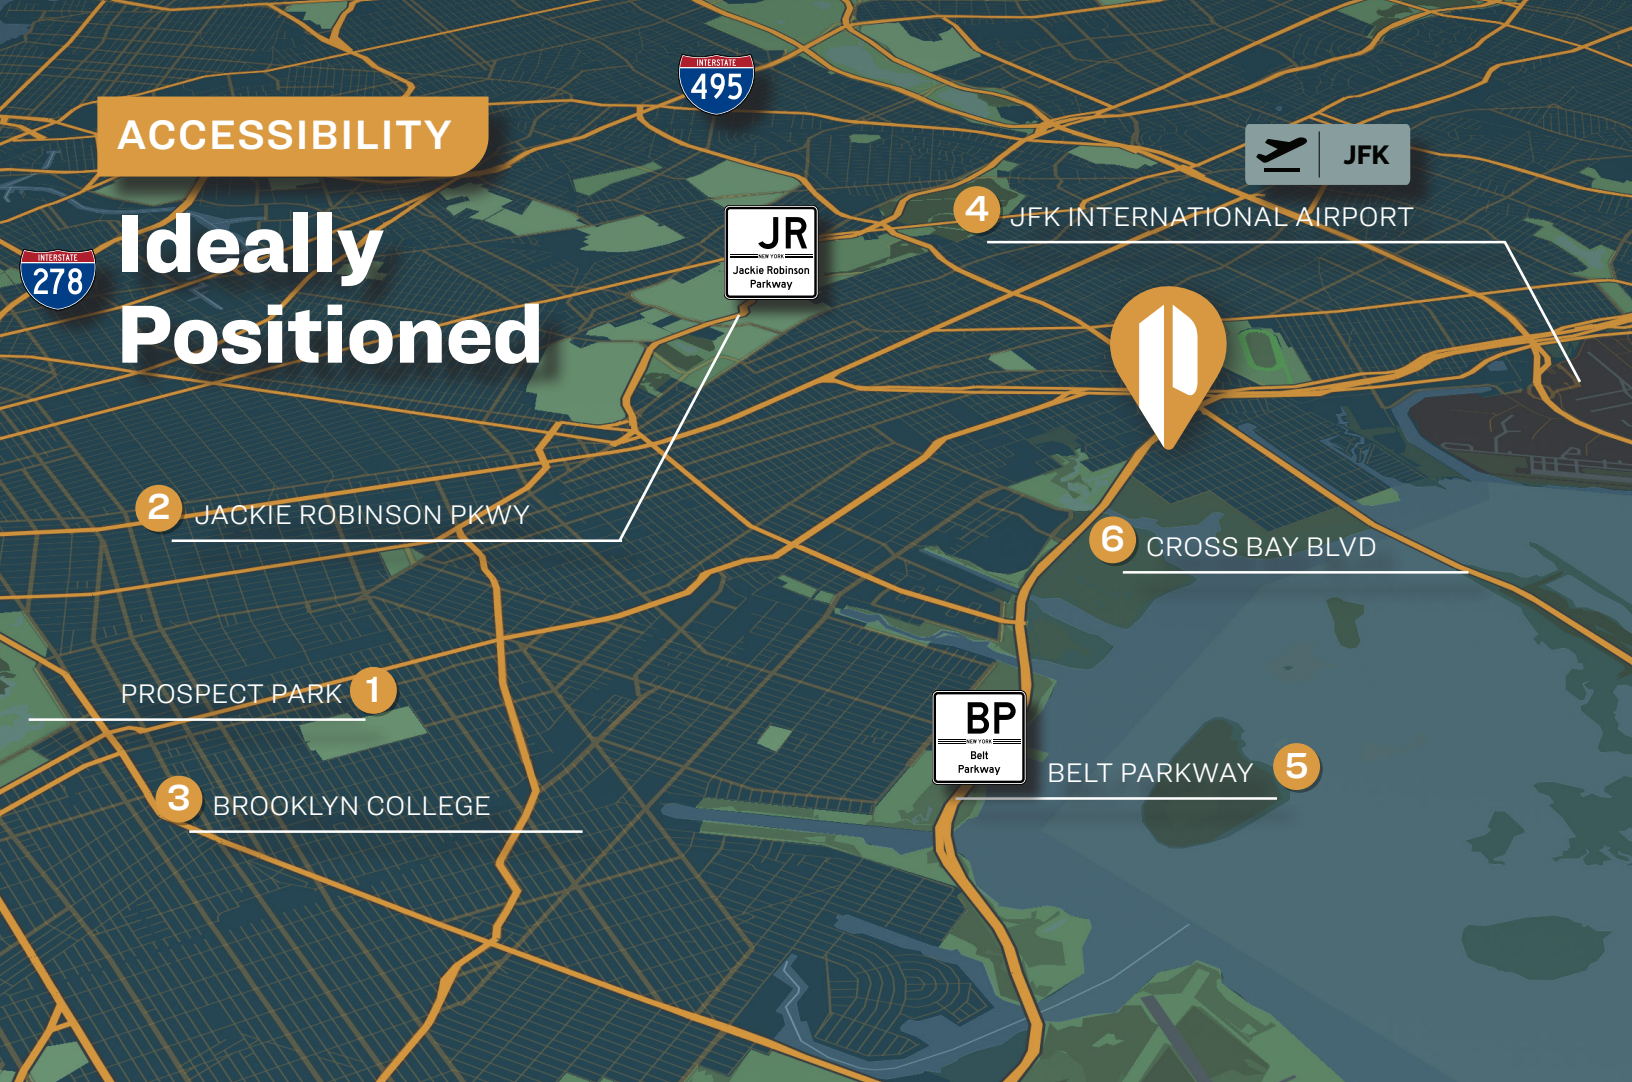 INTERSTATE
495
ACCESSIBILITY
Ideally
Positioned
INTERSTATE
278
JFK
4 JFK INTERNATIONAL AIRPORT
JR
NEW YORK
Jackie Robinson
Parkway
2 JACKIE ROBINSON PKWY
6 CROSS BAY BLVD
PROSPECT PARK 1
BP
NEW YORK
Belt
Parkway
BELT PARKWAY 5
3 BROOKLYN COLLEGE